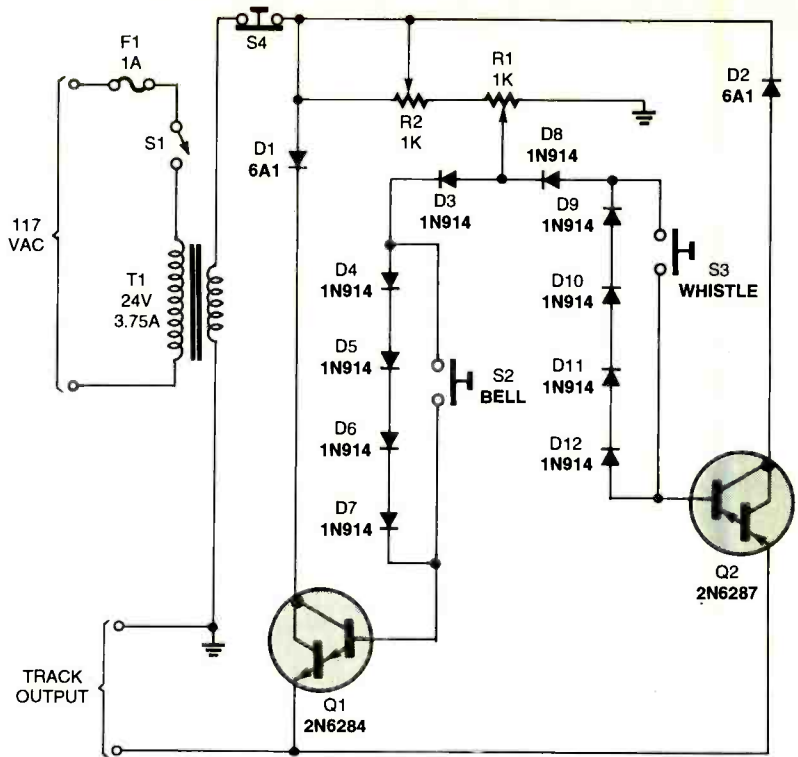 F1
1A
S1
117
VAC
T1
24V
3.75A
S4
R1
1K
R2
1K
D1
6A1
D2
6A1
D3
1N914
D8
1N914
D4
1N914
D5
1N914
D6
1N914
D7
1N914
S2
BELL
D9
1N914
D10
1N914
D11
1N914
D12
1N914
S3
WHISTLE
Q2
2N6287
Q1
2N6284
TRACK
OUTPUT